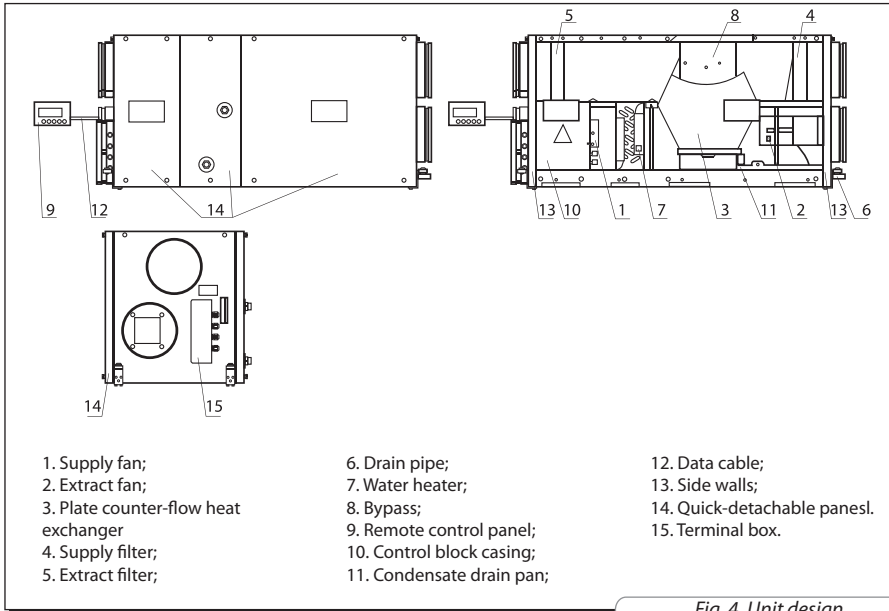 5 8 4
9 12 14 13 10 1 7 3 11 2 13 6
14 15
1. Supply fan;
2. Extract fan;
3. Plate counter-flow heat
exchanger
4. Supply filter;
5. Extract filter;
6. Drain pipe;
7. Water heater;
8. Bypass;
9. Remote control panel;
10. Control block casing;
11. Condensate drain pan;
12. Data cable;
13. Side walls;
14. Quick-detachable panesl.
15. Terminal box.
Fig. 4. Unit design